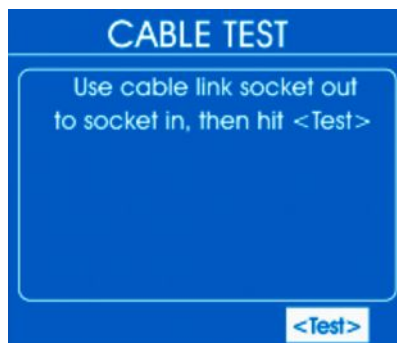 CABLE TEST
Use cable link socket out
to socket in, then hit <Test>
<Test>